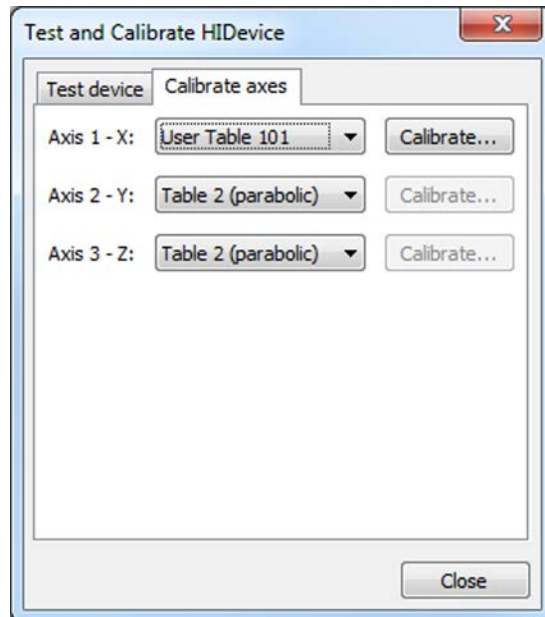 Test and Calibrate HIDevice
Test device Calibrate axes
Axis 1 - X: User Table 101 Calibrate...
Axis 2 - Y: Table 2 (parabolic) Calibrate...
Axis 3 - Z: Table 2 (parabolic) Calibrate...
Close